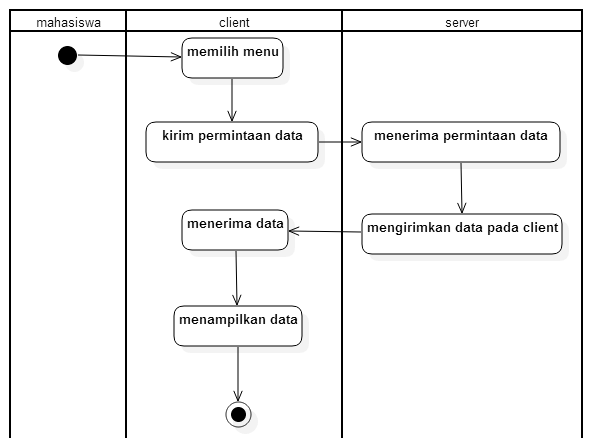 mahasiswa
client
server
memilih menu
kirim permintaan data
menerima permintaan data
mengirimkan data pada client
menerima data
menampilkan data